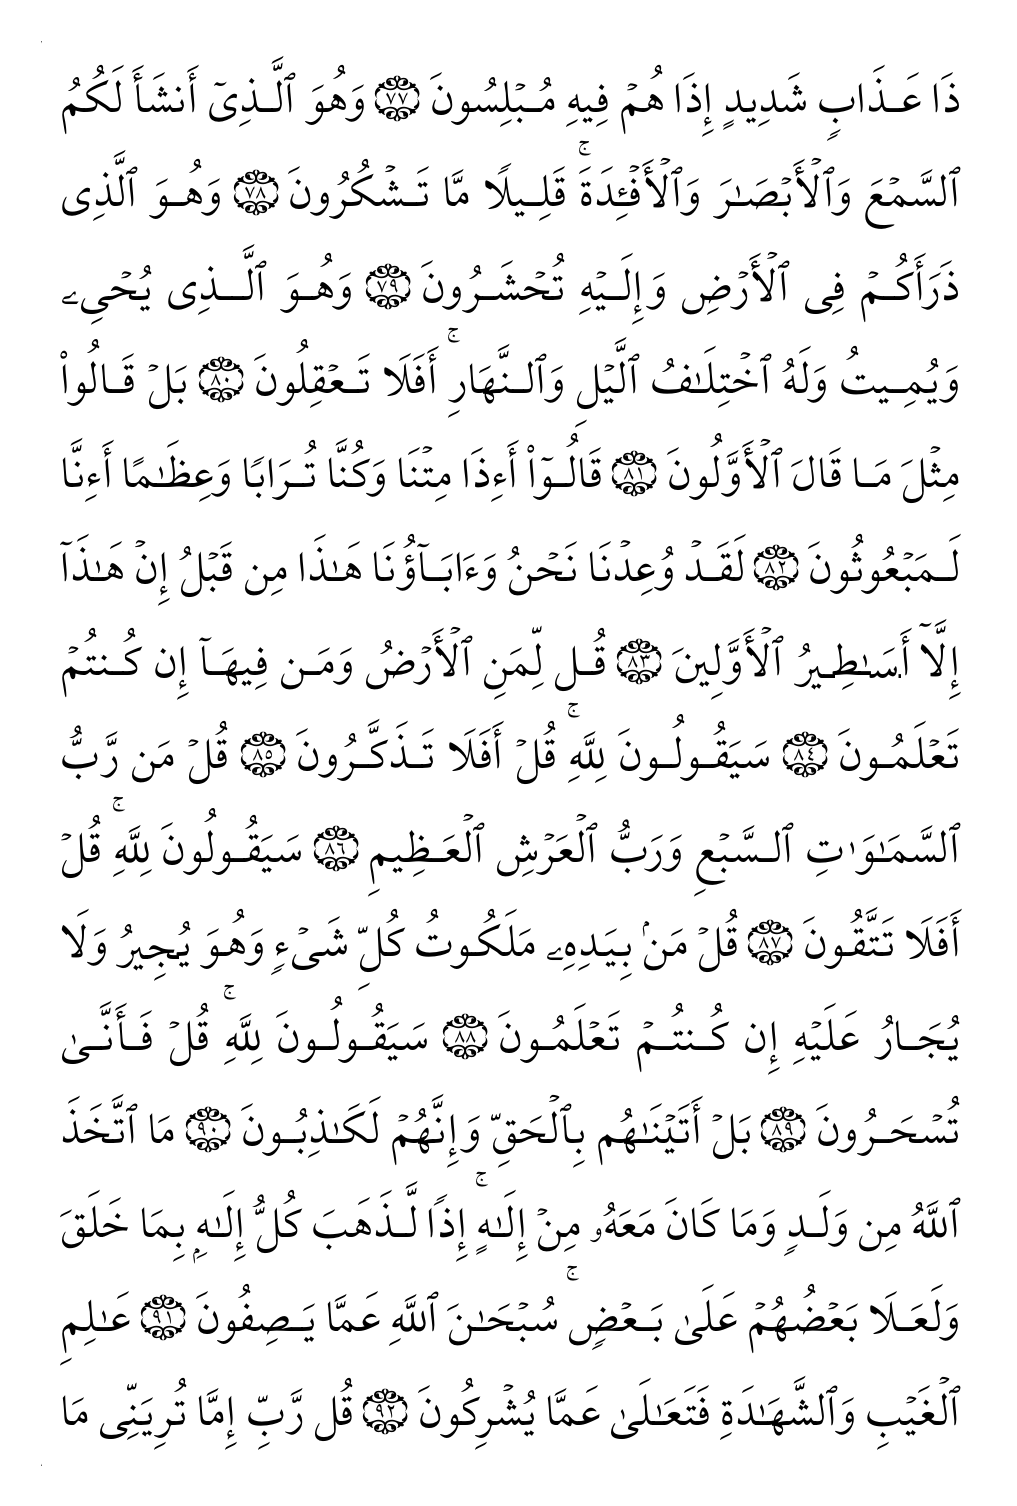 ذَا عَذَابٍ شَدِيدٍ إِذَا هُمۡ فِيهِ مُبۡلِسُونَ ۝٧٧ وَهُوَ ٱلَّذِيٓ أَنشَأَ لَكُمُ
ٱلسَّمۡعَ وَٱلۡأَبۡصَٰرَ وَٱلۡأَفۡـِٔدَةَۚ قَلِيلٗا مَّا تَشۡكُرُونَ ۝٧٨ وَهُوَ ٱلَّذِي
ذَرَأَكُمۡ فِي ٱلۡأَرۡضِ وَإِلَيۡهِ تُحۡشَرُونَ ۝٧٩ وَهُوَ ٱلَّذِي يُحۡيِۦ
وَيُمِيتُ وَلَهُ ٱخۡتِلَٰفُ ٱلَّيۡلِ وَٱلنَّهَارِۚ أَفَلَا تَعۡقِلُونَ ۝٨٠ بَلۡ قَالُواْ
مِثۡلَ مَا قَالَ ٱلۡأَوَّلُونَ ۝٨١ قَالُوٓاْ أَءِذَا مِتۡنَا وَكُنَّا تُرَابٗا وَعِظَٰمًا أَءِنَّا
لَمَبۡعُوثُونَ ۝٨٢ لَقَدۡ وُعِدۡنَا نَحۡنُ وَءَابَآؤُنَا هَٰذَا مِن قَبۡلُ إِنۡ هَٰذَآ
إِلَّآ أَسَٰطِيرُ ٱلۡأَوَّلِينَ ۝٨٣ قُل لِّمَنِ ٱلۡأَرۡضُ وَمَن فِيهَآ إِن كُنتُمۡ
تَعۡلَمُونَ ۝٨٤ سَيَقُولُونَ لِلَّهِۚ قُلۡ أَفَلَا تَذَكَّرُونَ ۝٨٥ قُلۡ مَن رَّبُّ
ٱلسَّمَٰوَٰتِ ٱلسَّبۡعِ وَرَبُّ ٱلۡعَرۡشِ ٱلۡعَظِيمِ ۝٨٦ سَيَقُولُونَ لِلَّهِۚ قُلۡ
أَفَلَا تَتَّقُونَ ۝٨٧ قُلۡ مَنۢ بِيَدِهِۦ مَلَكُوتُ كُلِّ شَيۡءٖ وَهُوَ يُجِيرُ وَلَا
يُجَارُ عَلَيۡهِ إِن كُنتُمۡ تَعۡلَمُونَ ۝٨٨ سَيَقُولُونَ لِلَّهِۚ قُلۡ فَأَنَّىٰ
تُسۡحَرُونَ ۝٨٩ بَلۡ أَتَيۡنَٰهُم بِٱلۡحَقِّ وَإِنَّهُمۡ لَكَٰذِبُونَ ۝٩٠ مَا ٱتَّخَذَ
ٱللَّهُ مِن وَلَدٖ وَمَا كَانَ مَعَهُۥ مِنۡ إِلَٰهٍۚ إِذٗا لَّذَهَبَ كُلُّ إِلَٰهِۭ بِمَا خَلَقَ
وَلَعَلَا بَعۡضُهُمۡ عَلَىٰ بَعۡضٖۚ سُبۡحَٰنَ ٱللَّهِ عَمَّا يَصِفُونَ ۝٩١ عَٰلِمِ
ٱلۡغَيۡبِ وَٱلشَّهَٰدَةِ فَتَعَٰلَىٰ عَمَّا يُشۡرِكُونَ ۝٩٢ قُل رَّبِّ إِمَّا تُرِيَنِّي مَا